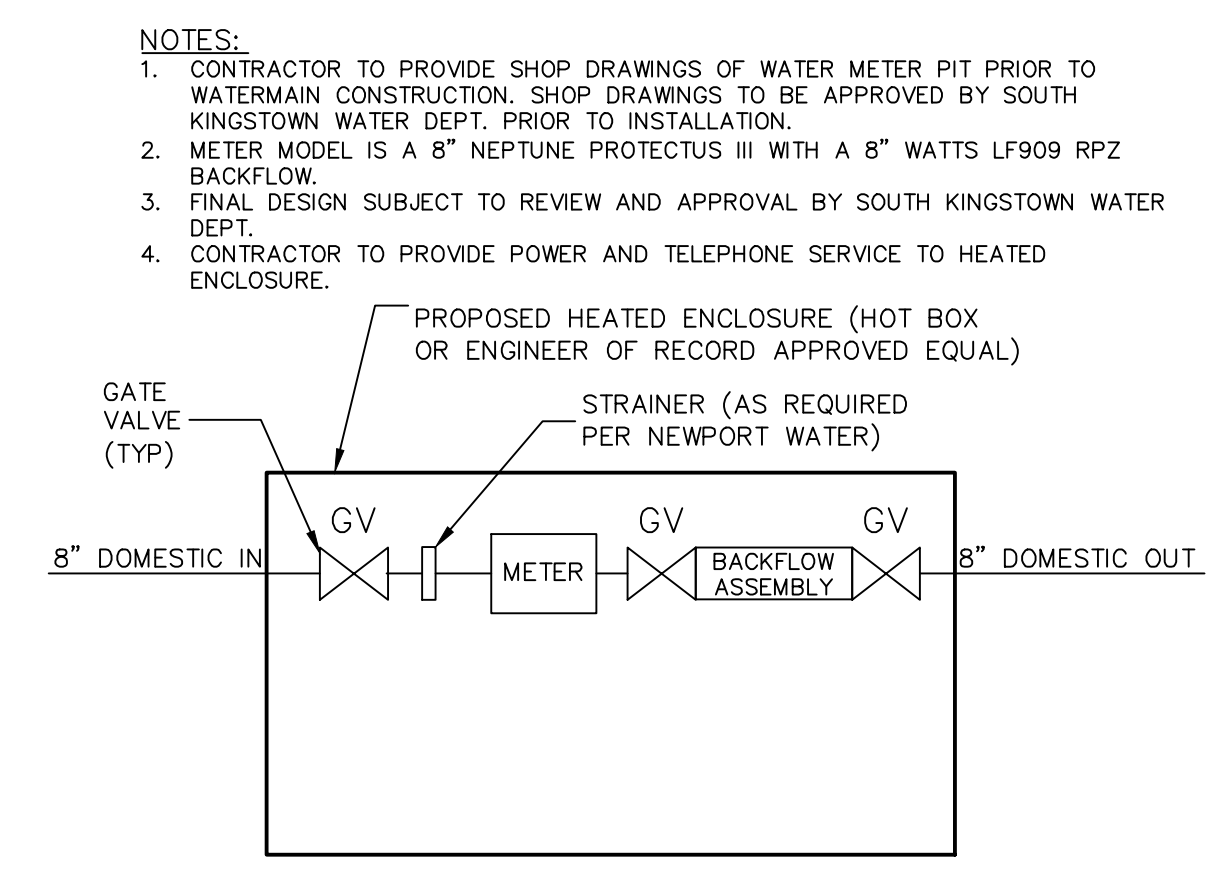 NOTES:
1. CONTRACTOR TO PROVIDE SHOP DRAWINGS OF WATER METER PIT PRIOR TO
WATERMAIN CONSTRUCTION. SHOP DRAWINGS TO BE APPROVED BY SOUTH
KINGSTOWN WATER DEPT. PRIOR TO INSTALLATION.
2. METER MODEL IS A 8" NEPTUNE PROTECTUS III WITH A 8" WATTS LF909 RPZ
BACKFLOW.
3. FINAL DESIGN SUBJECT TO REVIEW AND APPROVAL BY SOUTH KINGSTOWN WATER
DEPT.
4. CONTRACTOR TO PROVIDE POWER AND TELEPHONE SERVICE TO HEATED
ENCLOSURE.
PROPOSED HEATED ENCLOSURE (HOT BOX
OR ENGINEER OF RECORD APPROVED EQUAL)
GATE
VALVE
(TYP)
STRAINER (AS REQUIRED
PER NEWPORT WATER)
GV
GV
GV
8" DOMESTIC IN
METER
BACKFLOW
ASSEMBLY
8" DOMESTIC OUT